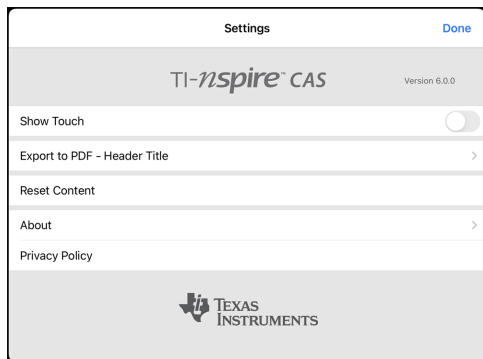 Settings
Done
TI-nspire™ CAS
Version 6.0.0
Show Touch
Export to PDF - Header Title
Reset Content
About
Privacy Policy
TEXAS
INSTRUMENTS